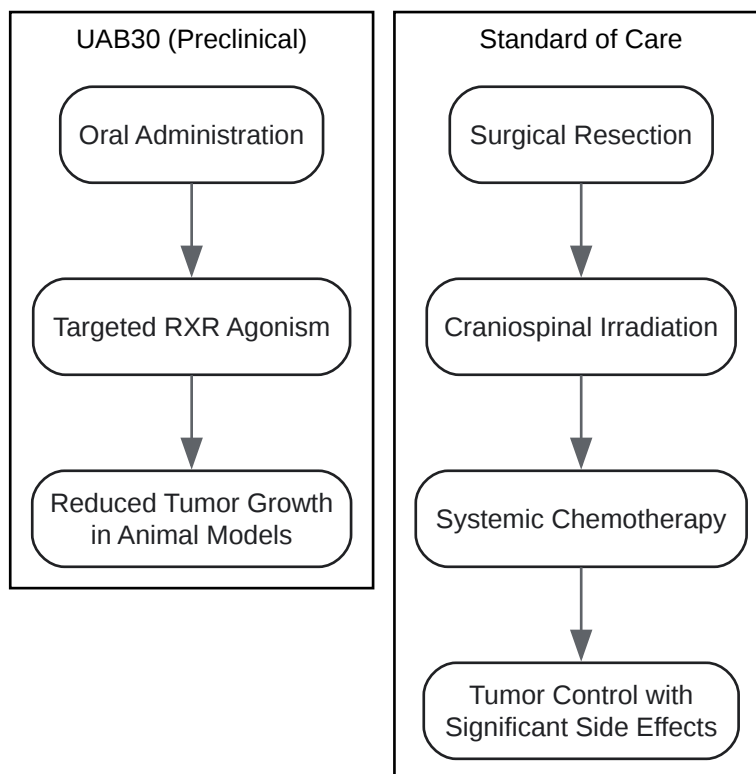 UAB30 (Preclinical)
Oral Administration
Targeted RXR Agonism
Reduced Tumor Growth
in Animal Models
Standard of Care
Surgical Resection
Craniospinal Irradiation
Systemic Chemotherapy
Tumor Control with
Significant Side Effects